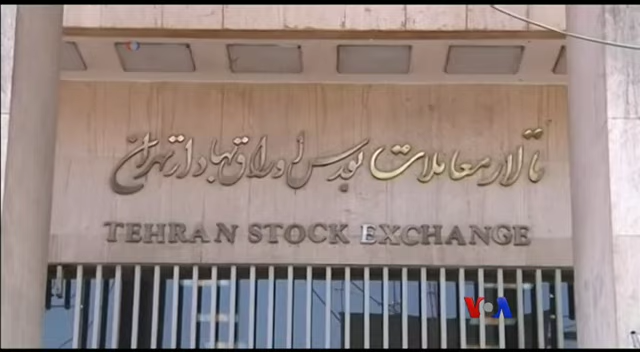 تالار معاملات بورس اوراق بهادار تهران
TEHRAN STOCK EXCHANGE
VOA